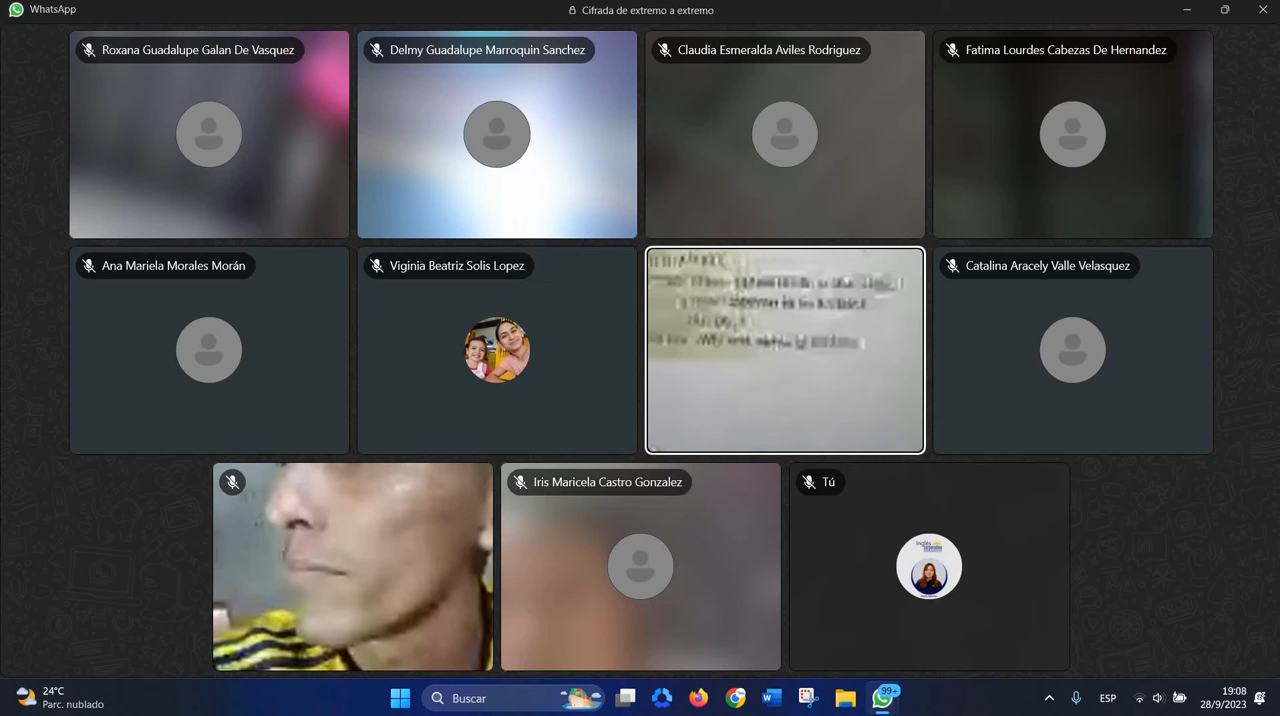 WhatsApp
Cifrada de extremo a extremo
Roxana Guadalupe Galan De Vasquez
Delmy Guadalupe Marroquin Sanchez
Claudia Esmeralda Aviles Rodriguez
Fatima Lourdes Cabezas De Hernandez
Ana Mariela Morales Morán
Viginia Beatriz Solis Lopez
Catalina Aracely Valle Velasquez
Iris Maricela Castro Gonzalez
Tú
Inglés
24°C
Parc. nublado
Buscar
99+
ESP
19:08
28/9/2023